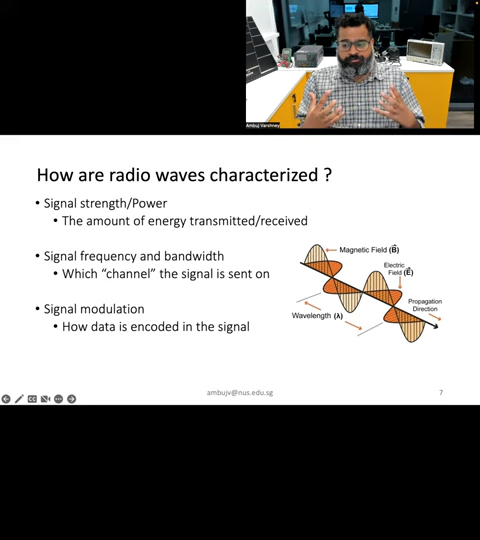 Ambuj Varshney
How are radio waves characterized ?
• Signal strength/Power
• The amount of energy transmitted/received
• Signal frequency and bandwidth
• Which “channel” the signal is sent on
• Signal modulation
• How data is encoded in the signal
Magnetic Field (B⃗)
Electric
Field (E⃗)
Propagation
Direction
Wavelength (λ)
ambujv@nus.edu.sg
7